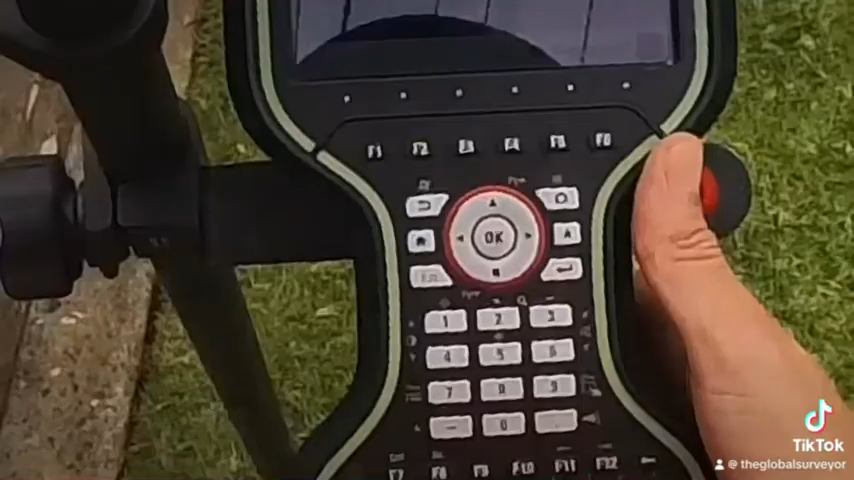 F1 F2 F3 F4 F5 F6
OK
A
1 2 3
4 5 6
7 8 9
0 .
F7 F8 F9 F10 F11 F12
TikTok
@theglobalsurveyor